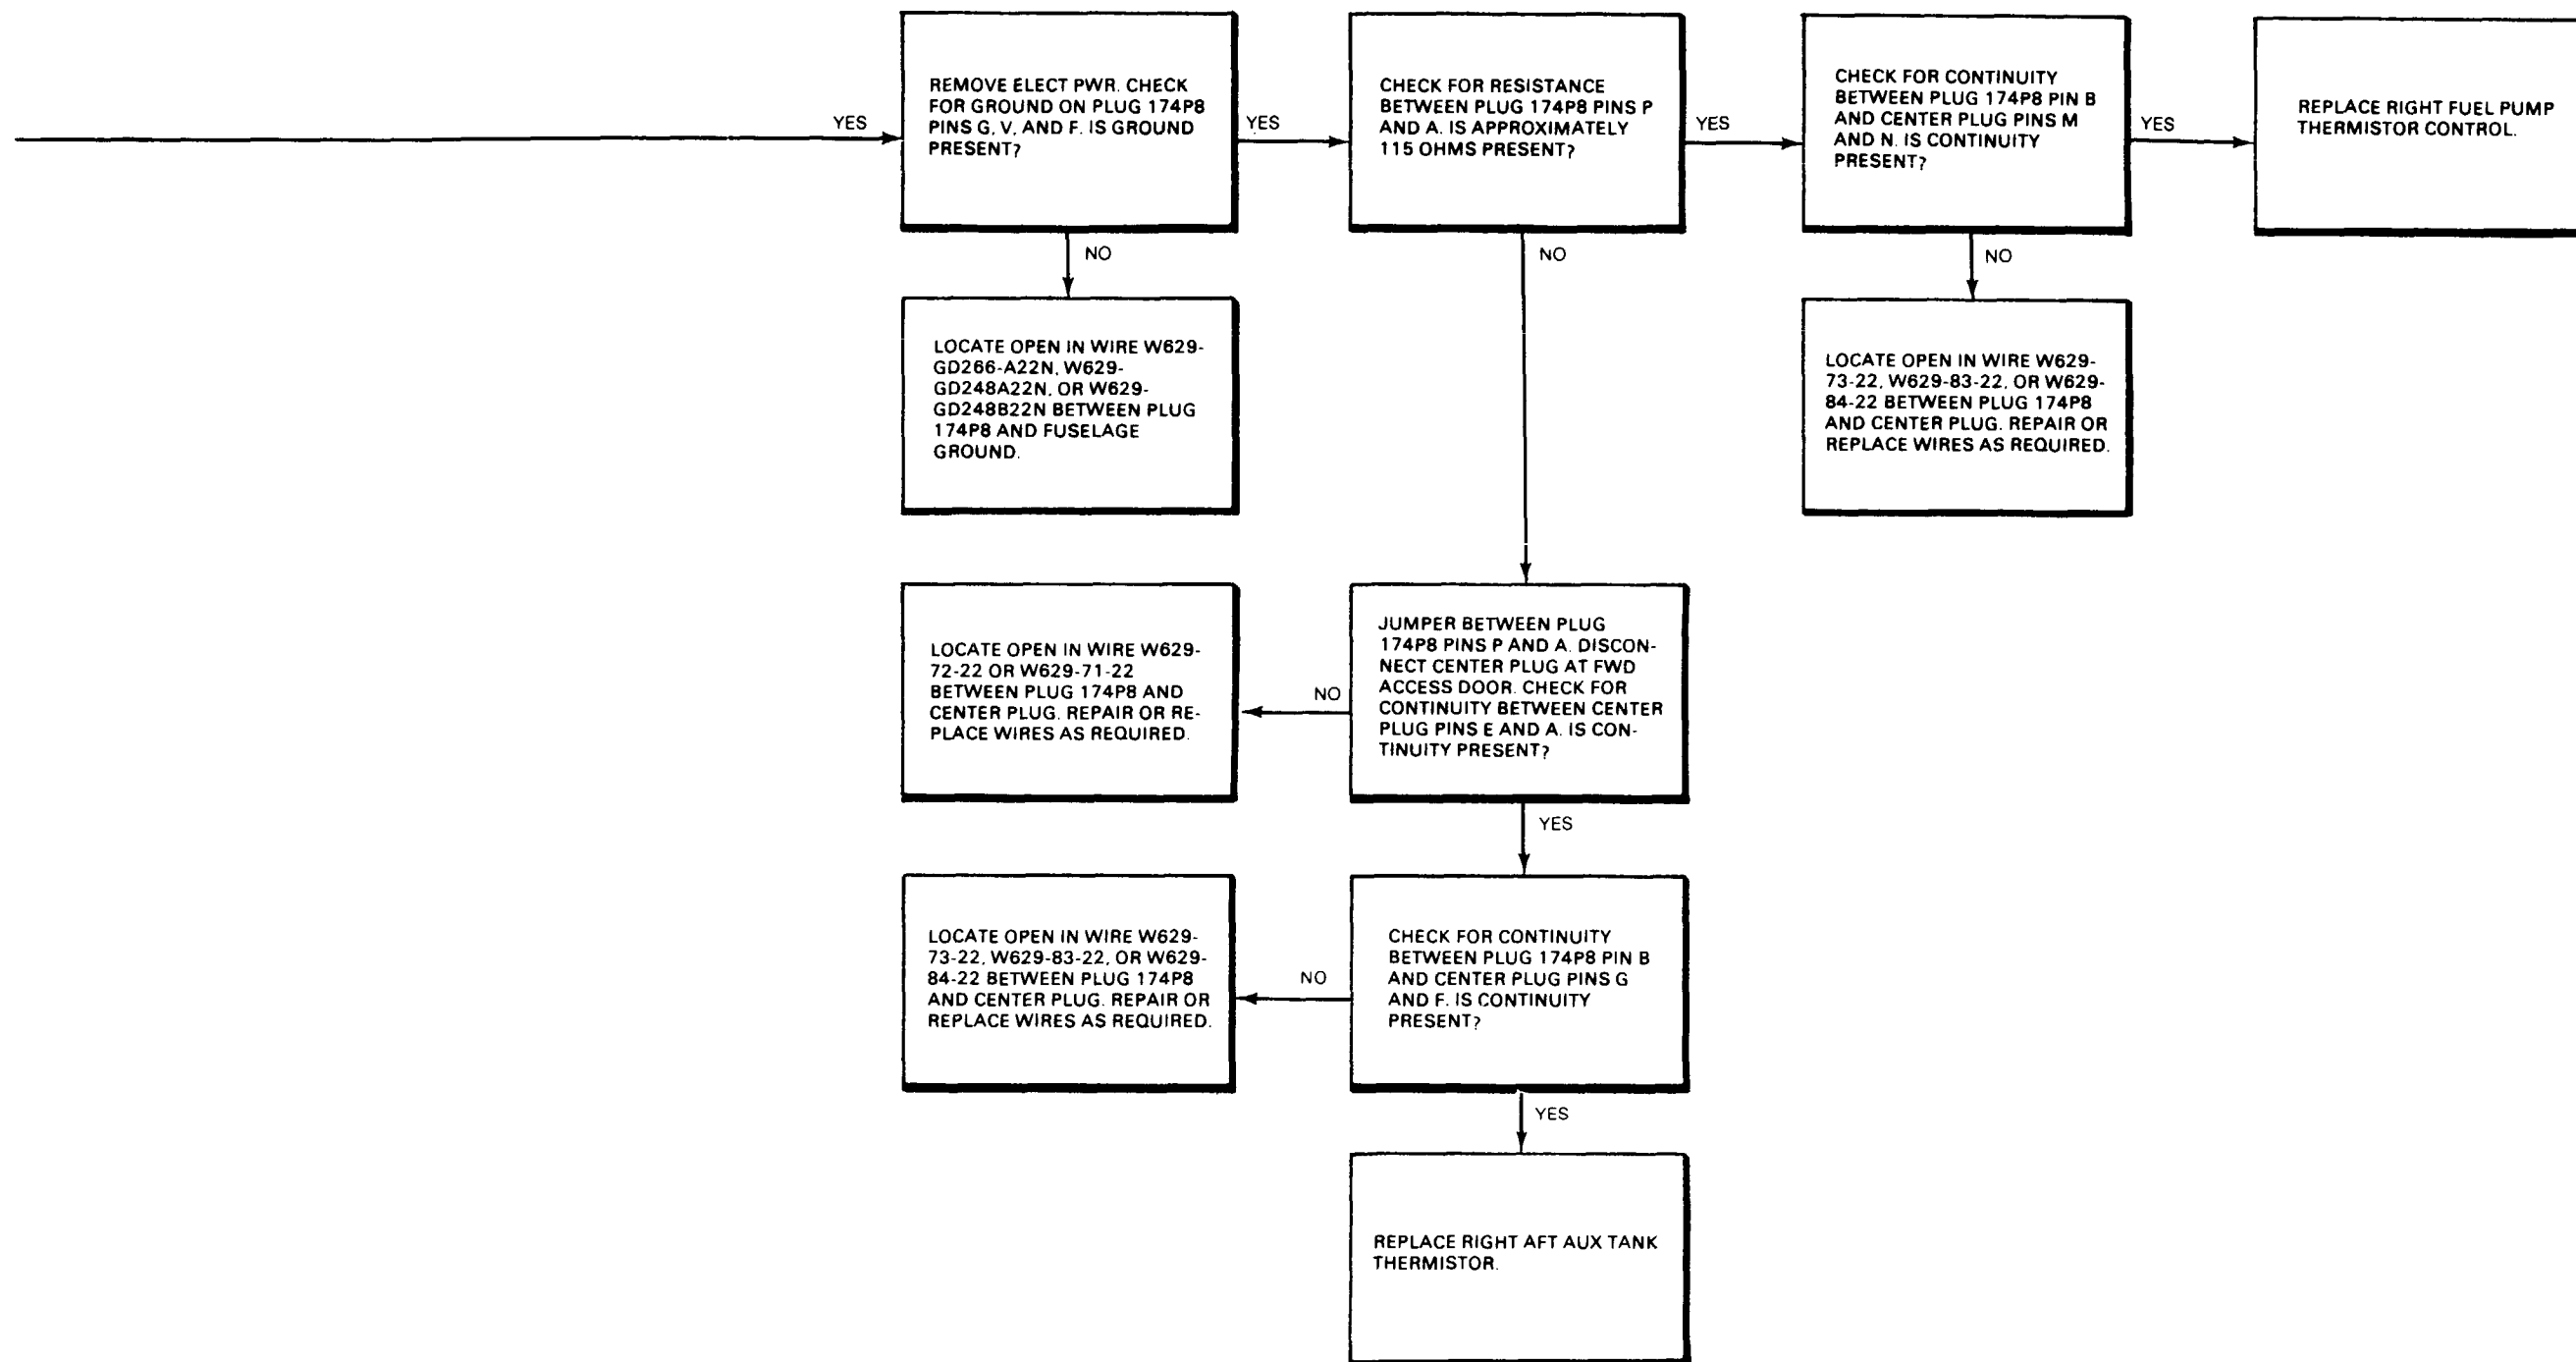 YES
REMOVE ELECT PWR. CHECK
FOR GROUND ON PLUG 174P8
PINS G, V, AND F. IS GROUND
PRESENT?
YES
CHECK FOR RESISTANCE
BETWEEN PLUG 174P8 PINS P
AND A. IS APPROXIMATELY
115 OHMS PRESENT?
YES
CHECK FOR CONTINUITY
BETWEEN PLUG 174P8 PIN B
AND CENTER PLUG PINS M
AND N. IS CONTINUITY
PRESENT?
YES
REPLACE RIGHT FUEL PUMP
THERMISTOR CONTROL.
NO
NO
NO
LOCATE OPEN IN WIRE W629-
GD266-A22N, W629-
GD248A22N, OR W629-
GD248B22N BETWEEN PLUG
174P8 AND FUSELAGE
GROUND.
LOCATE OPEN IN WIRE W629-
73-22, W629-83-22, OR W629-
84-22 BETWEEN PLUG 174P8
AND CENTER PLUG. REPAIR OR
REPLACE WIRES AS REQUIRED.
LOCATE OPEN IN WIRE W629-
72-22 OR W629-71-22
BETWEEN PLUG 174P8 AND
CENTER PLUG. REPAIR OR RE-
PLACE WIRES AS REQUIRED.
NO
JUMPER BETWEEN PLUG
174P8 PINS P AND A. DISCON-
NECT CENTER PLUG AT FWD
ACCESS DOOR. CHECK FOR
CONTINUITY BETWEEN CENTER
PLUG PINS E AND A. IS CON-
TINUITY PRESENT?
YES
LOCATE OPEN IN WIRE W629-
73-22, W629-83-22, OR W629-
84-22 BETWEEN PLUG 174P8
AND CENTER PLUG. REPAIR OR
REPLACE WIRES AS REQUIRED.
NO
CHECK FOR CONTINUITY
BETWEEN PLUG 174P8 PIN B
AND CENTER PLUG PINS G
AND F. IS CONTINUITY
PRESENT?
YES
REPLACE RIGHT AFT AUX TANK
THERMISTOR.